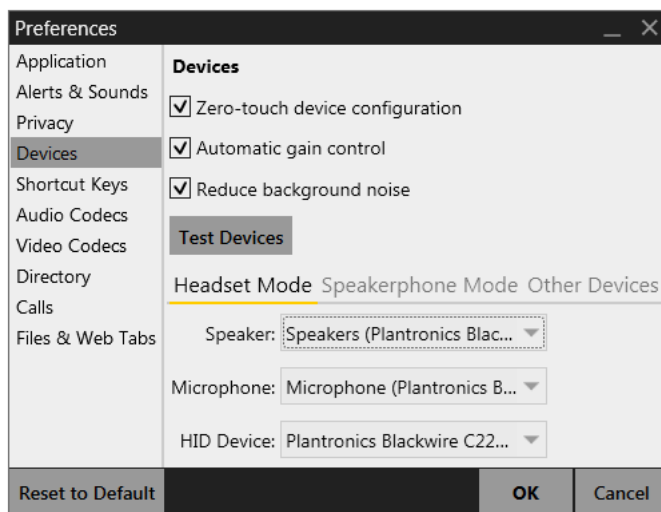 Preferences
Application
Alerts & Sounds
Privacy
Devices
Shortcut Keys
Audio Codecs
Video Codecs
Directory
Calls
Files & Web Tabs
Devices
Zero-touch device configuration
Automatic gain control
Reduce background noise
Test Devices
Headset Mode Speakerphone Mode Other Devices
Speaker: Speakers (Plantronics Blac...
Microphone: Microphone (Plantronics B...
HID Device: Plantronics Blackwire C22...
Reset to Default OK Cancel